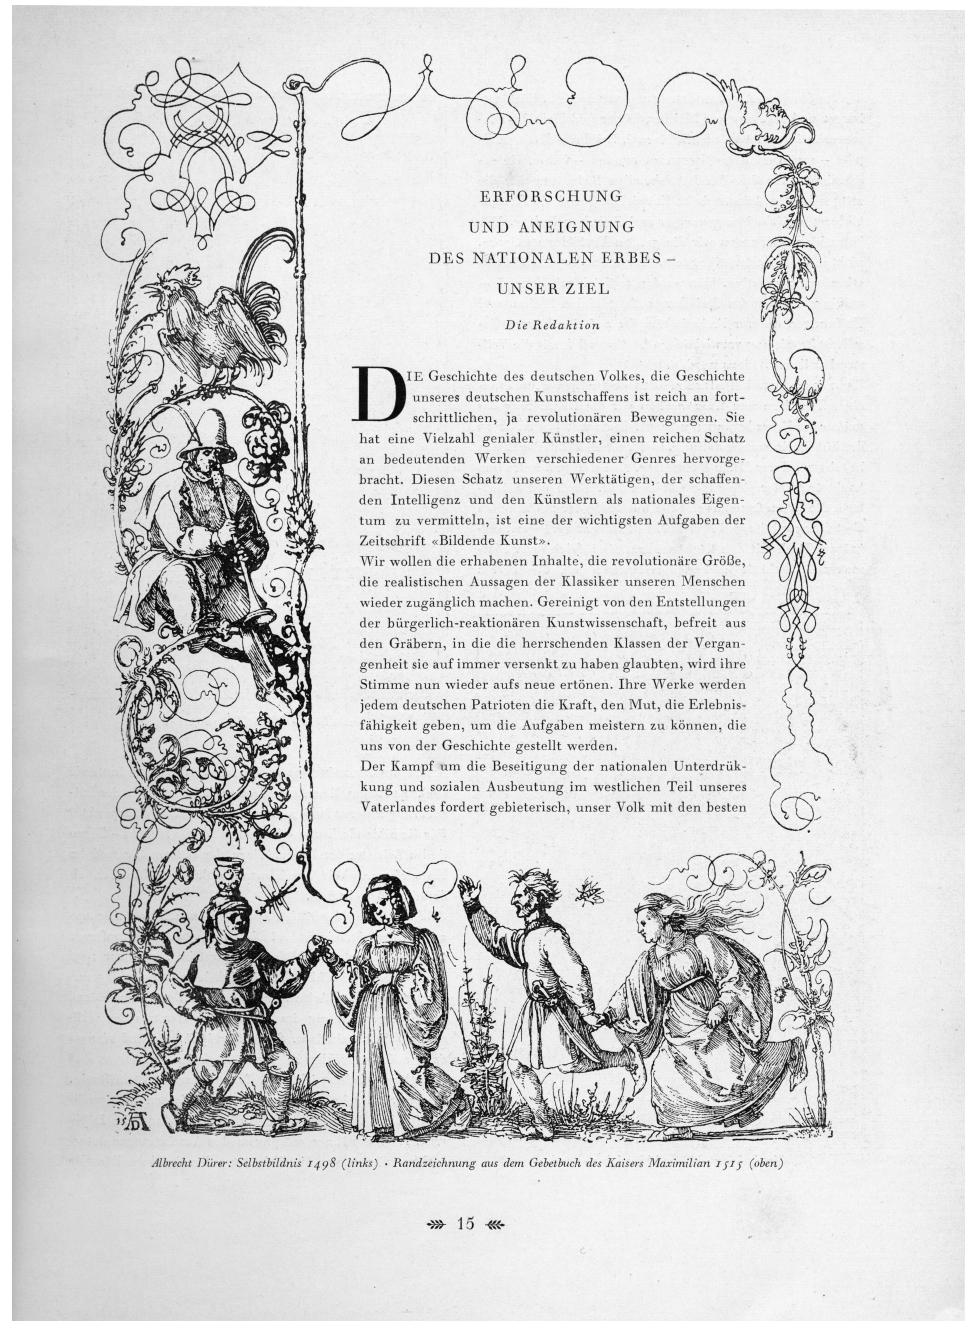 ERFORSCHUNG
UND ANEIGNUNG
DES NATIONALEN ERBES –
UNSER ZIEL
Die Redaktion
DIE Geschichte des deutschen Volkes, die Geschichte
unseres deutschen Kunstschaffens ist reich an fort-
schrittlichen, ja revolutionären Bewegungen. Sie
hat eine Vielzahl genialer Künstler, einen reichen Schatz
an bedeutenden Werken verschiedener Genres hervorge-
bracht. Diesen Schatz unseren Werktätigen, der schaffen-
den Intelligenz und den Künstlern als nationales Eigen-
tum zu vermitteln, ist eine der wichtigsten Aufgaben der
Zeitschrift «Bildende Kunst».
Wir wollen die erhabenen Inhalte, die revolutionäre Größe,
die realistischen Aussagen der Klassiker unseren Menschen
wieder zugänglich machen. Gereinigt von den Entstellungen
der bürgerlich-reaktionären Kunstwissenschaft, befreit aus
den Gräbern, in die die herrschenden Klassen der Vergan-
genheit sie auf immer versenkt zu haben glaubten, wird ihre
Stimme nun wieder aufs neue ertönen. Ihre Werke werden
jedem deutschen Patrioten die Kraft, den Mut, die Erlebnis-
fähigkeit geben, um die Aufgaben meistern zu können, die
uns von der Geschichte gestellt werden.
Der Kampf um die Beseitigung der nationalen Unterdrük-
kung und sozialen Ausbeutung im westlichen Teil unseres
Vaterlandes fordert gebieterisch, unser Volk mit den besten
Albrecht Dürer: Selbstbildnis 1498 (links) · Randzeichnung aus dem Gebetbuch des Kaisers Maximilian 1515 (oben)
15